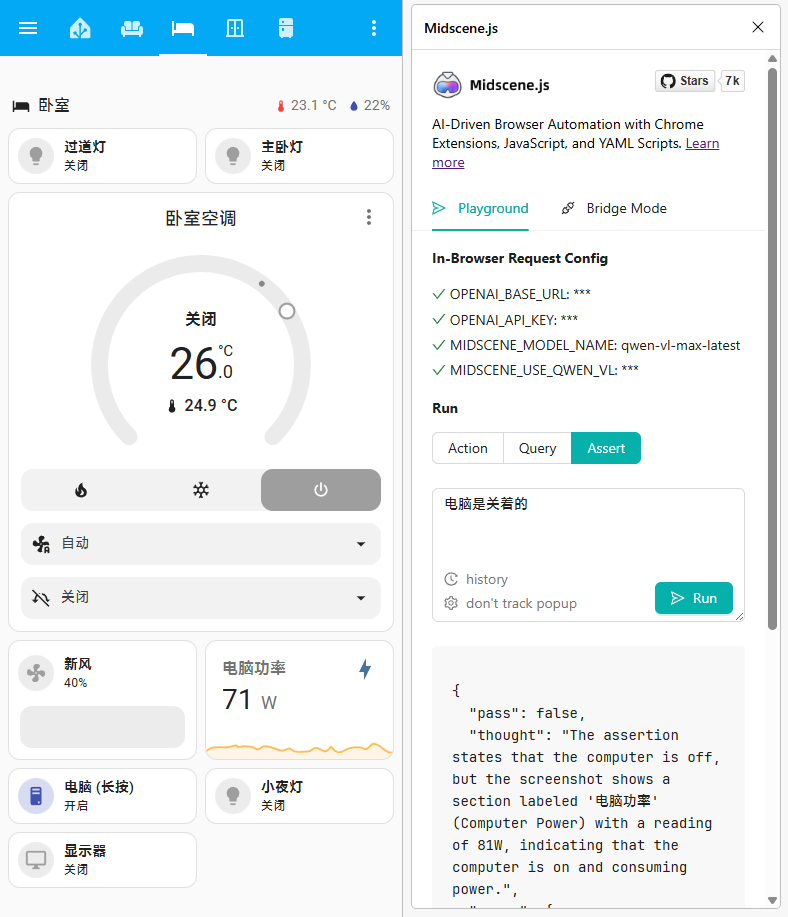 卧室
23.1 °C
22%
过道灯
关闭
主卧灯
关闭
卧室空调
关闭
26.0 °C
24.9 °C
自动
关闭
新风
40%
电脑功率
71 W
电脑 (长按)
开启
小夜灯
关闭
显示器
关闭
Midscene.js
Midscene.js
Stars
7k
AI-Driven Browser Automation with Chrome
Extensions, JavaScript, and YAML Scripts. Learn
more
Playground
Bridge Mode
In-Browser Request Config
OPENAI_BASE_URL: ***
OPENAI_API_KEY: ***
MIDSCENE_MODEL_NAME: qwen-vl-max-latest
MIDSCENE_USE_QWEN_VL: ***
Run
Action
Query
Assert
电脑是关着的
history
don't track popup
Run
{
"pass": false,
"thought": "The assertion
states that the computer is off,
but the screenshot shows a
section labeled '电脑功率'
(Computer Power) with a reading
of 81W, indicating that the
computer is on and consuming
power.",